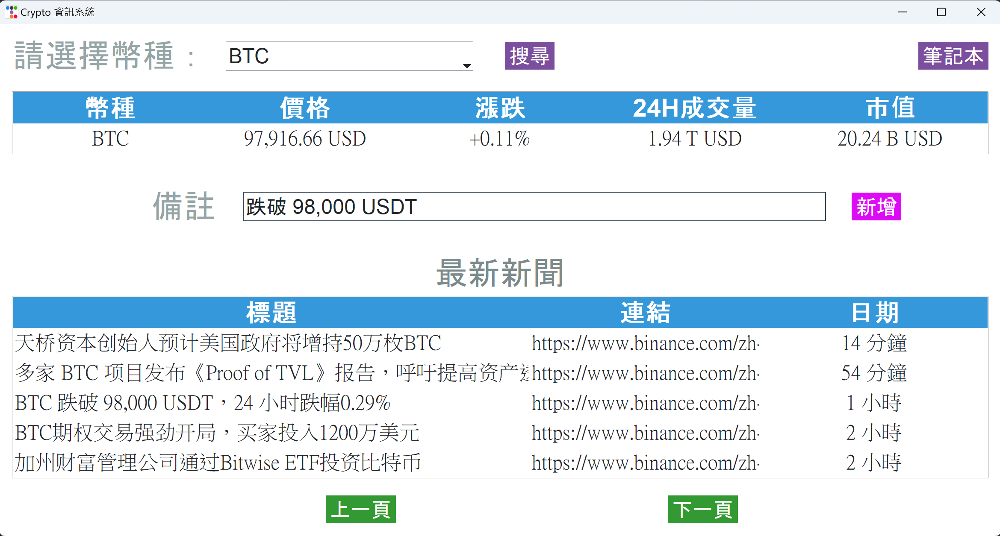 Crypto 資訊系統
請選擇幣種：
BTC
搜尋
筆記本
幣種 價格 漲跌 24H成交量 市值
BTC 97,916.66 USD +0.11% 1.94 T USD 20.24 B USD
備註
跌破 98,000 USDT
新增
最新新聞
標題 連結 日期
天桥资本创始人预计美国政府将增持50万枚BTC https://www.binance.com/zh- 14 分鐘
多家 BTC 项目发布《Proof of TVL》报告，呼吁提高资产 https://www.binance.com/zh- 54 分鐘
BTC 跌破 98,000 USDT，24 小时跌幅0.29% https://www.binance.com/zh- 1 小時
BTC期权交易强劲开局，买家投入1200万美元 https://www.binance.com/zh- 2 小時
加州财富管理公司通过Bitwise ETF投资比特币 https://www.binance.com/zh- 2 小時
上一頁
下一頁